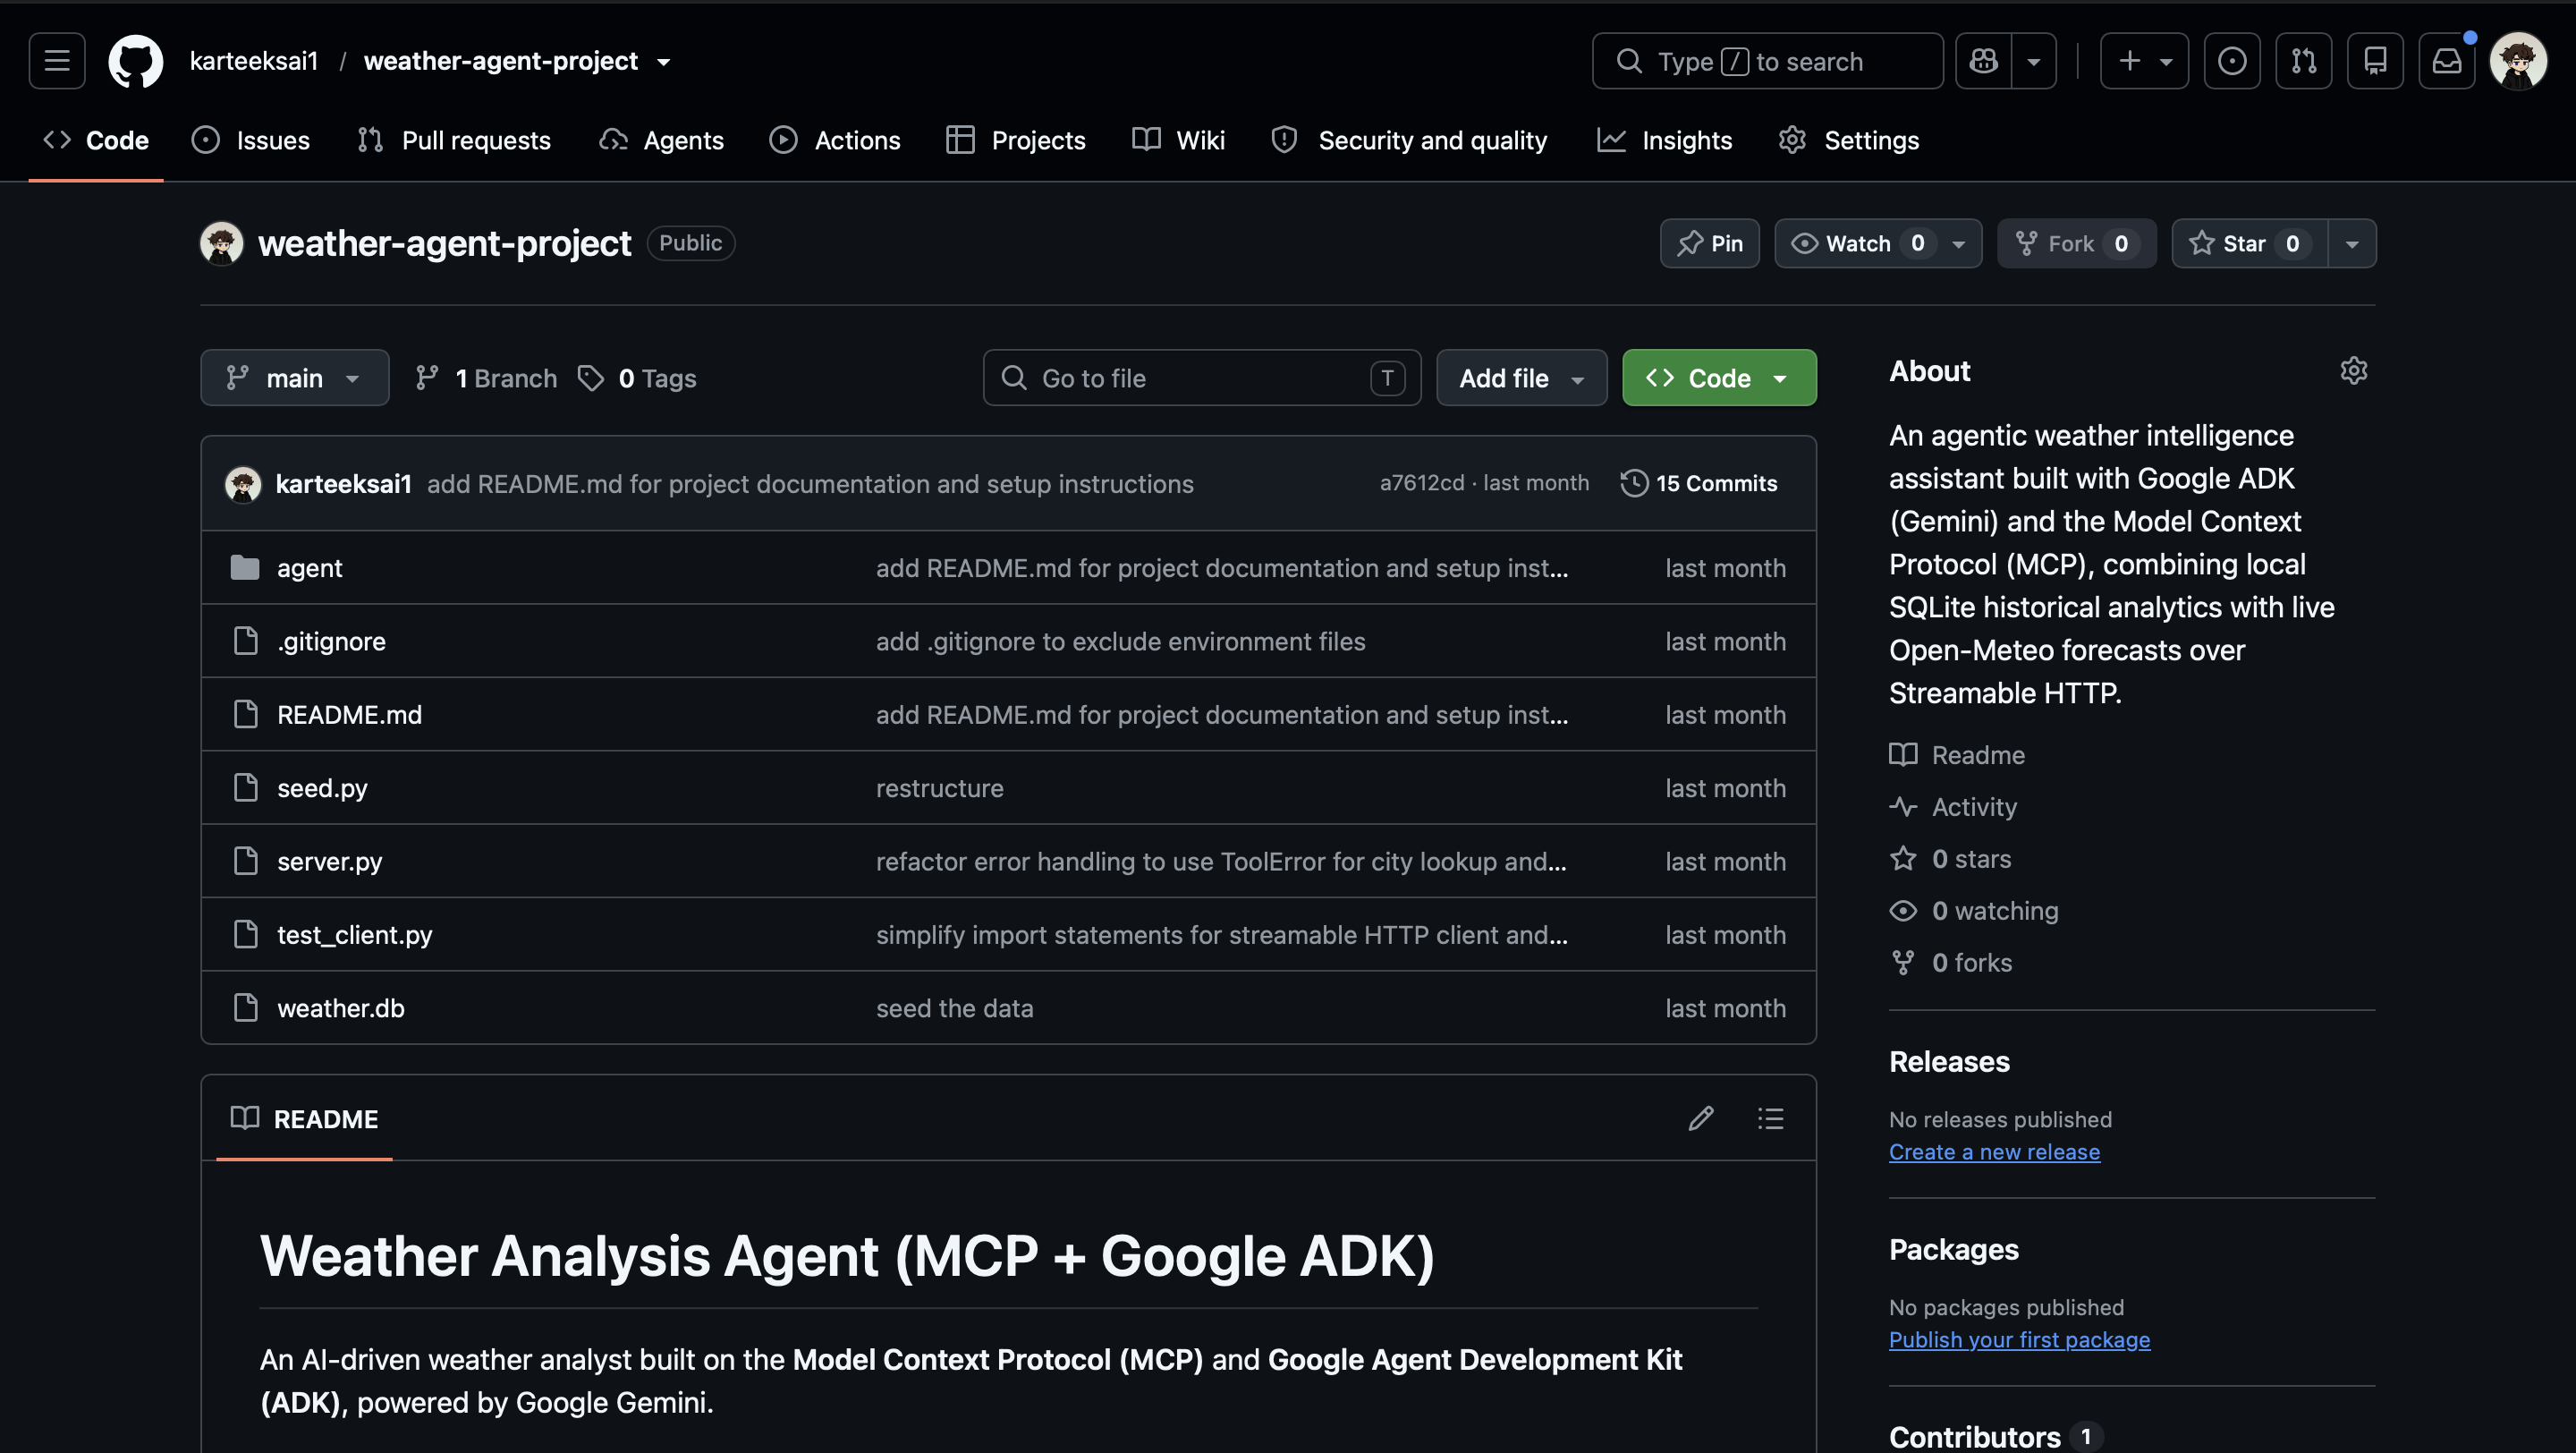 karteeksai1 / weather-agent-project
Type / to search
Code Issues Pull requests Agents Actions Projects Wiki Security and quality Insights Settings
weather-agent-project Public
Pin Watch 0 Fork 0 Star 0
main 1 Branch 0 Tags
Go to file T
Add file Code
karteeksai1 add README.md for project documentation and setup instructions a7612cd · last month 15 Commits
agent add README.md for project documentation and setup inst... last month
.gitignore add .gitignore to exclude environment files last month
README.md add README.md for project documentation and setup inst... last month
seed.py restructure last month
server.py refactor error handling to use ToolError for city lookup and... last month
test_client.py simplify import statements for streamable HTTP client and... last month
weather.db seed the data last month
README
Weather Analysis Agent (MCP + Google ADK)
An AI-driven weather analyst built on the Model Context Protocol (MCP) and Google Agent Development Kit
(ADK), powered by Google Gemini.
About
An agentic weather intelligence
assistant built with Google ADK
(Gemini) and the Model Context
Protocol (MCP), combining local
SQLite historical analytics with live
Open-Meteo forecasts over
Streamable HTTP.
Readme
Activity
0 stars
0 watching
0 forks
Releases
No releases published
Create a new release
Packages
No packages published
Publish your first package
Contributors 1